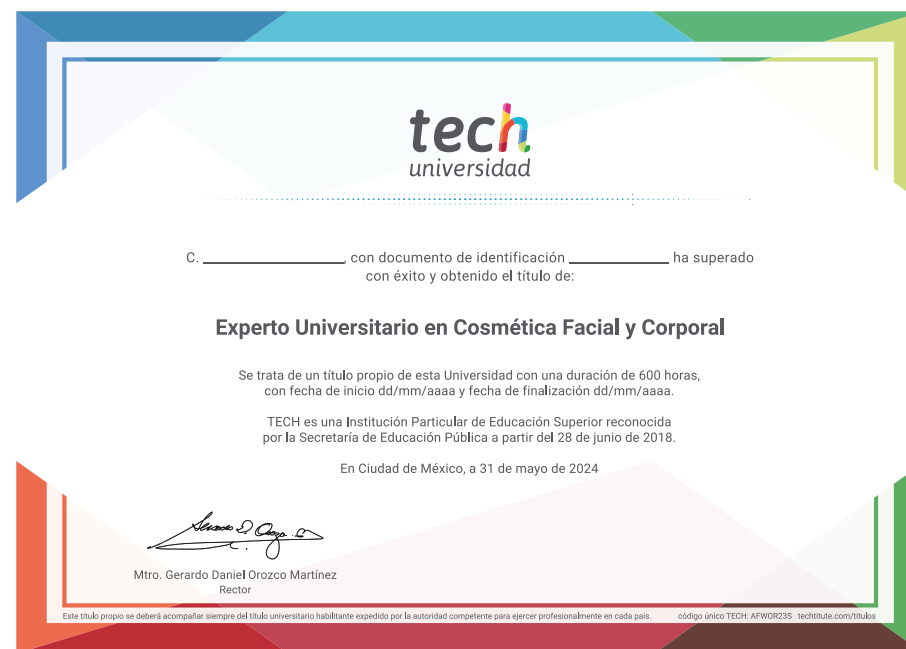 tech
universidad
C. ____________________, con documento de identificación ______________ ha superado
con éxito y obtenido el título de:
Experto Universitario en Cosmética Facial y Corporal
Se trata de un título propio de esta Universidad con una duración de 600 horas,
con fecha de inicio dd/mm/aaaa y fecha de finalización dd/mm/aaaa.
TECH es una Institución Particular de Educación Superior reconocida
por la Secretaría de Educación Pública a partir del 28 de junio de 2018.
En Ciudad de México, a 31 de mayo de 2024
Mtro. Gerardo Daniel Orozco Martínez
Rector
Este título propio se deberá acompañar siempre del título universitario habilitante expedido por la autoridad competente para ejercer profesionalmente en cada país. código único TECH: AFWOR23S techtitute.com/titulos